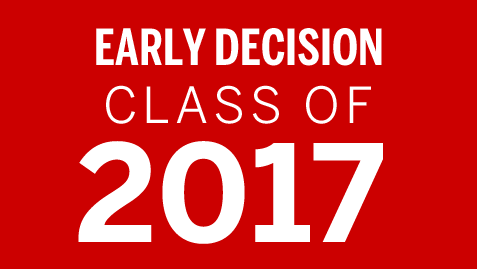 EARLY DECISION
CLASS OF
2017